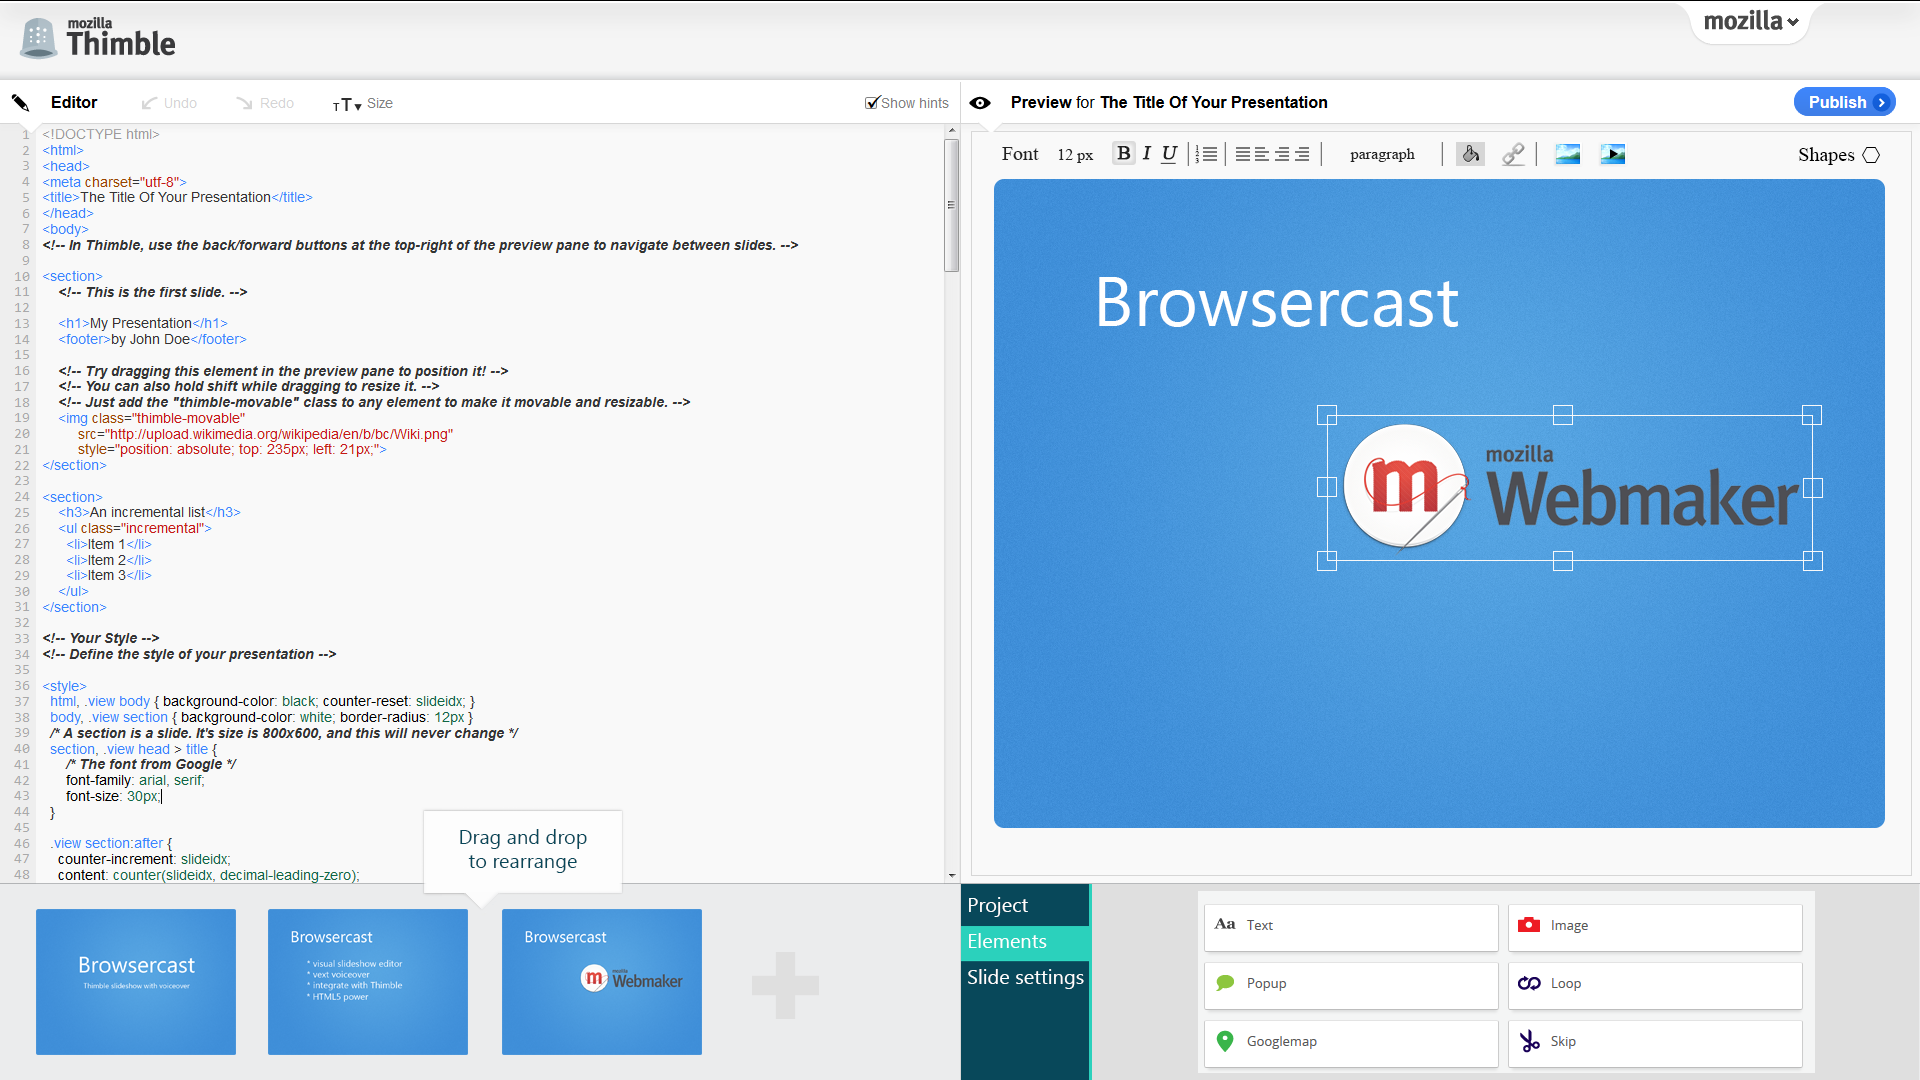 mozilla
Thimble
mozilla
Editor
Undo
Redo
TT Size
Show hints
Preview for The Title Of Your Presentation
Publish
1 <!DOCTYPE html>
2 <html>
3 <head>
4 <meta charset="utf-8">
5 <title>The Title Of Your Presentation</title>
6 </head>
7 <body>
8 <!-- In Thimble, use the back/forward buttons at the top-right of the preview pane to navigate between slides. -->
9
10 <section>
11 <!-- This is the first slide. -->
12
13 <h1>My Presentation</h1>
14 <footer>by John Doe</footer>
15
16 <!-- Try dragging this element in the preview pane to position it! -->
17 <!-- You can also hold shift while dragging to resize it. -->
18 <!-- Just add the "thimble-movable" class to any element to make it movable and resizable. -->
19 <img class="thimble-movable"
20 src="http://upload.wikimedia.org/wikipedia/en/b/bc/Wiki.png"
21 style="position: absolute; top: 235px; left: 21px;">
22 </section>
23
24 <section>
25 <h3>An incremental list</h3>
26 <ul class="incremental">
27 <li>Item 1</li>
28 <li>Item 2</li>
29 <li>Item 3</li>
30 </ul>
31 </section>
32
33 <!-- Your Style -->
34 <!-- Define the style of your presentation -->
35
36 <style>
37 html, .view body { background-color: black; counter-reset: slideidx; }
38 body, .view section { background-color: white; border-radius: 12px }
39 /* A section is a slide. It's size is 800x600, and this will never change */
40 section, .view head > title {
41 /* The font from Google */
42 font-family: arial, serif;
43 font-size: 30px;
44 }
45
46 .view section:after {
47 counter-increment: slideidx;
48 content: counter(slideidx, decimal-leading-zero);
Font 12 px B I U 1 2 3 paragraph Shapes
Browsercast
m mozilla
Webmaker
Drag and drop
to rearrange
Browsercast
Thimble slideshow with voiceover
Browsercast
* visual slideshow editor
* vext voiceover
* integrate with Thimble
* HTML5 power
Browsercast
m mozilla
Webmaker
Project
Elements
Slide settings
Aa Text
Image
Popup
Loop
Googlemap
Skip